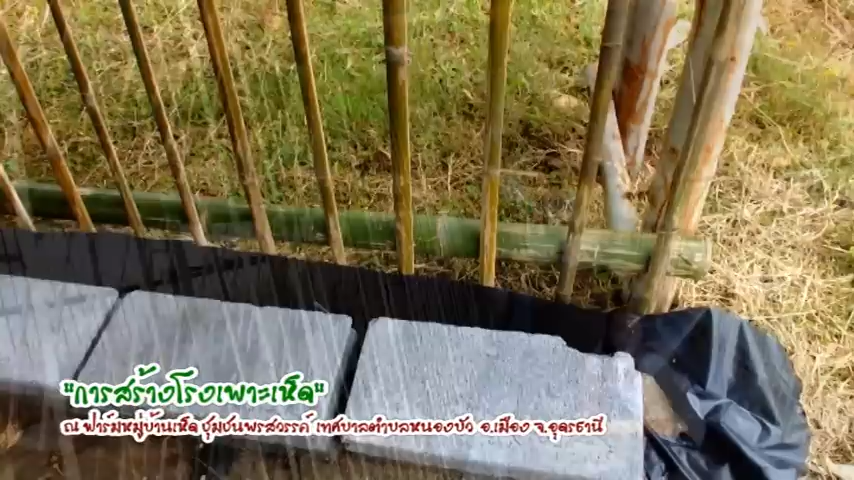 "การสร้างโรงเพาะเห็ด"
ณ ฟาร์มหมู่บ้านเห็ด ชุมชนพรสวรรค์ เทศบาลตำบลหนองบัว อ.เมือง จ.อุดรธานี